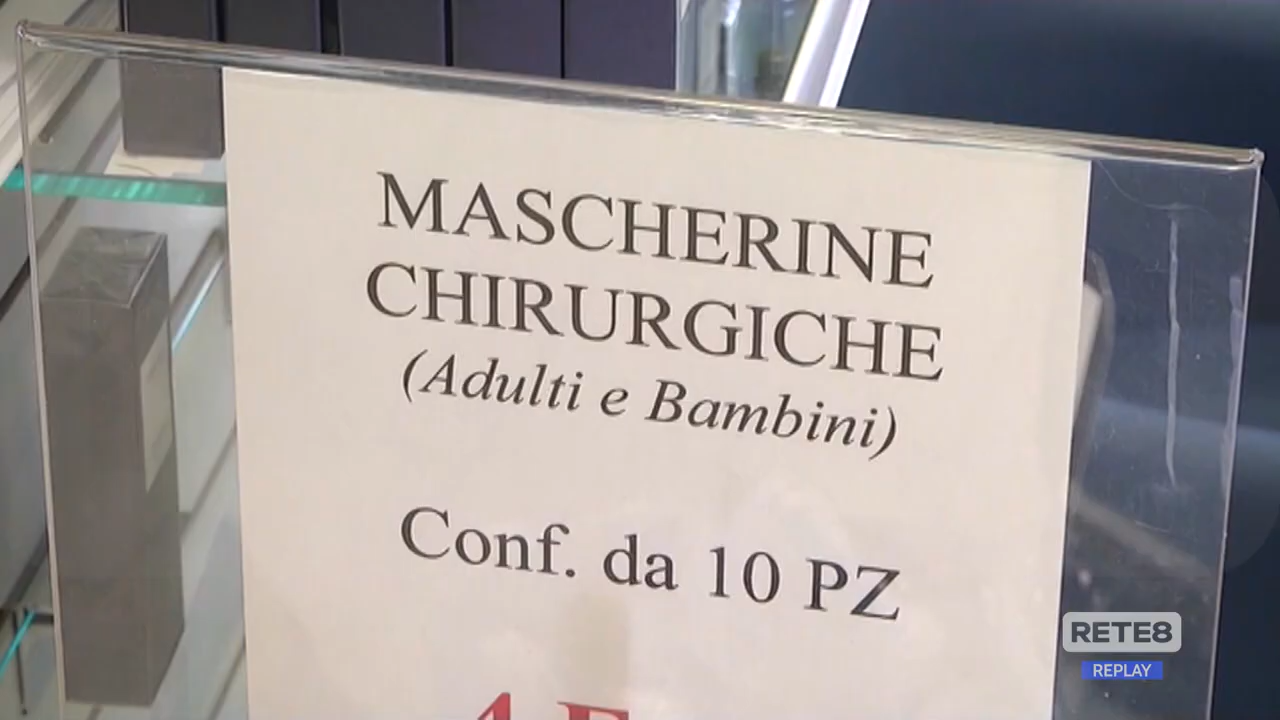 MASCHERINE
CHIRURGICHE
(Adulti e Bambini)
Conf. da 10 PZ
RETE8
REPLAY